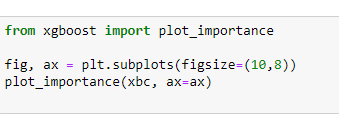 from xgboost import plot_importance
fig, ax = plt.subplots(figsize=(10,8))
plot_importance(xbc, ax=ax)